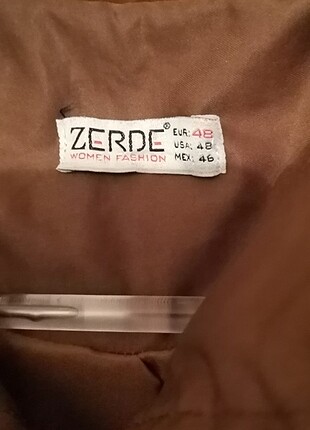 ZERDE®
WOMEN FASHION
EUR: 48
USA: 48
MEX: 46